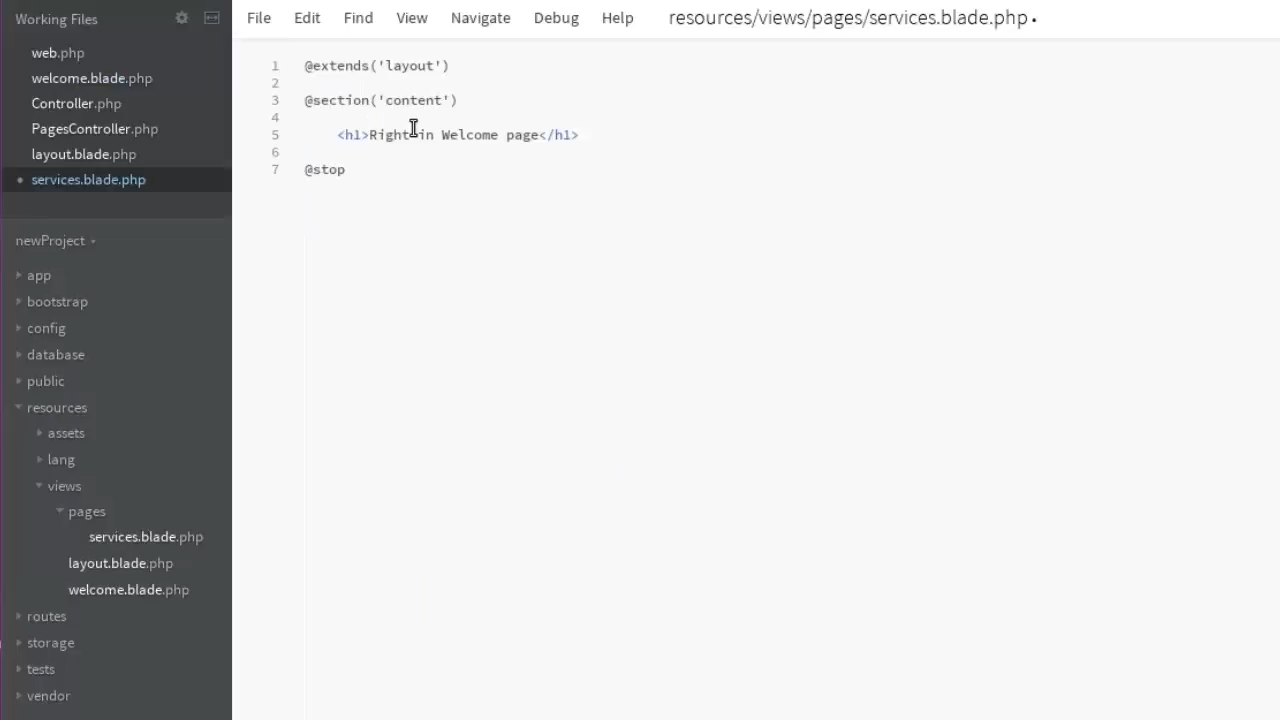 Working Files
web.php
welcome.blade.php
Controller.php
PagesController.php
layout.blade.php
services.blade.php
newProject
app
bootstrap
config
database
public
resources
assets
lang
views
pages
services.blade.php
layout.blade.php
welcome.blade.php
routes
storage
tests
vendor
File Edit Find View Navigate Debug Help resources/views/pages/services.blade.php •
1 @extends('layout')
2
3 @section('content')
4
5 <h1>Right in Welcome page</h1>
6
7 @stop